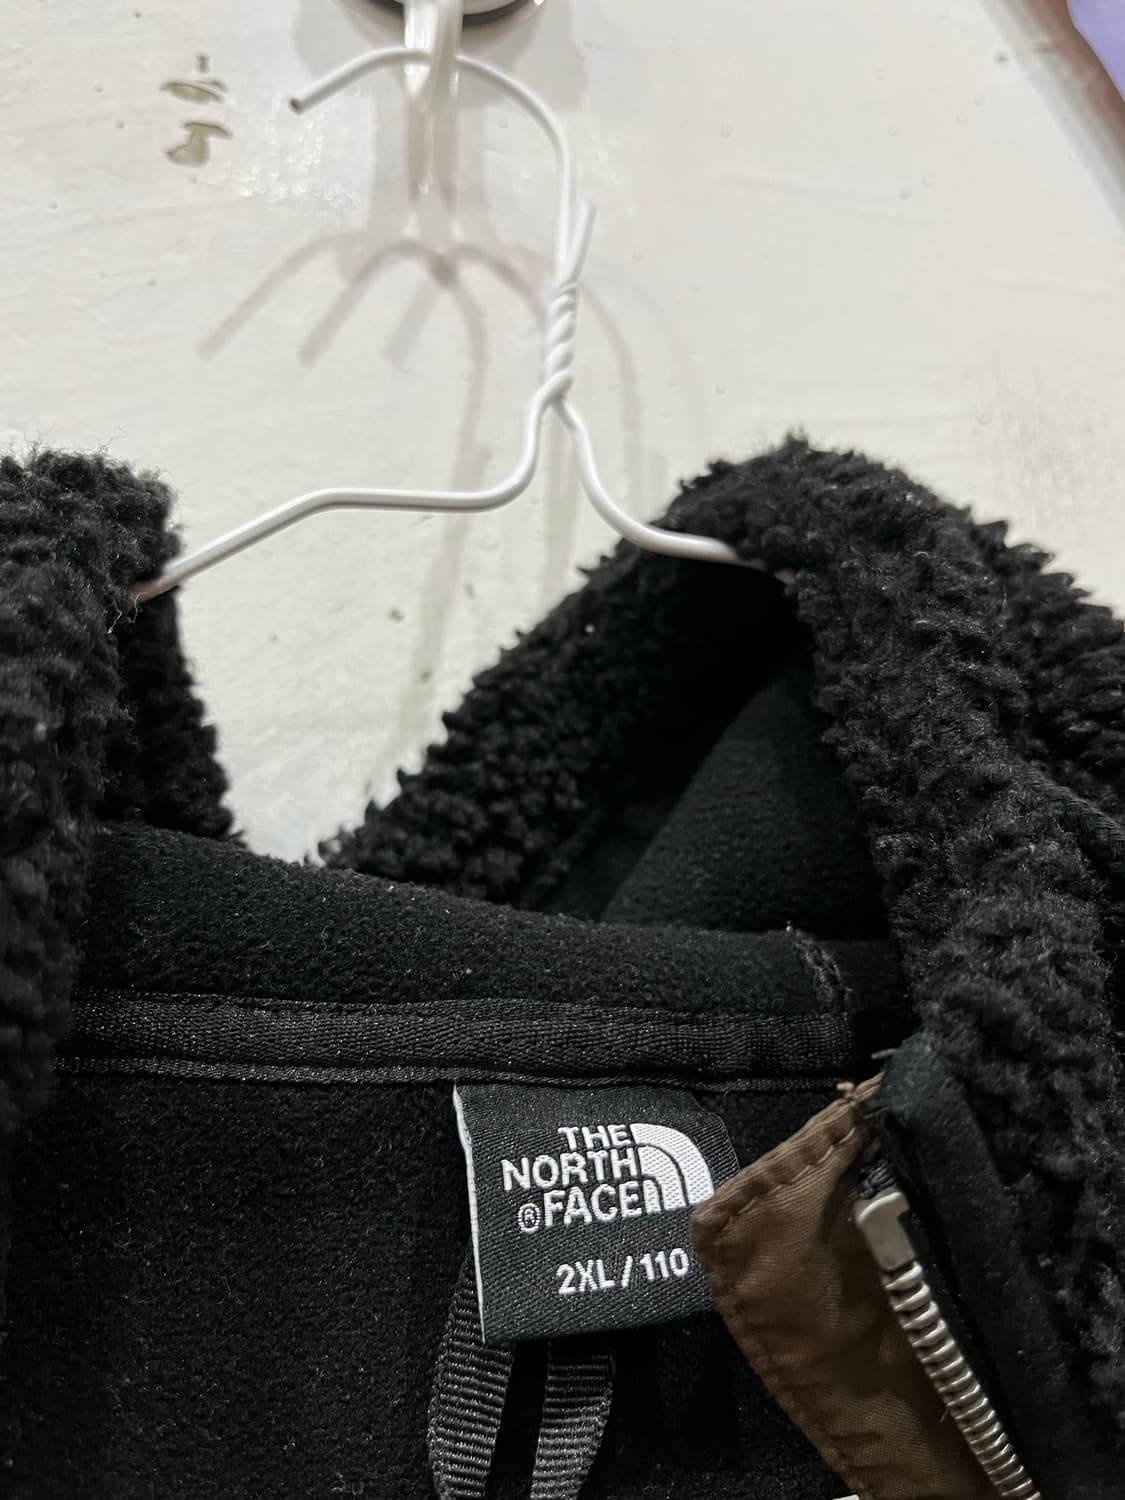 THE
NORTH
®FACE
2XL/110